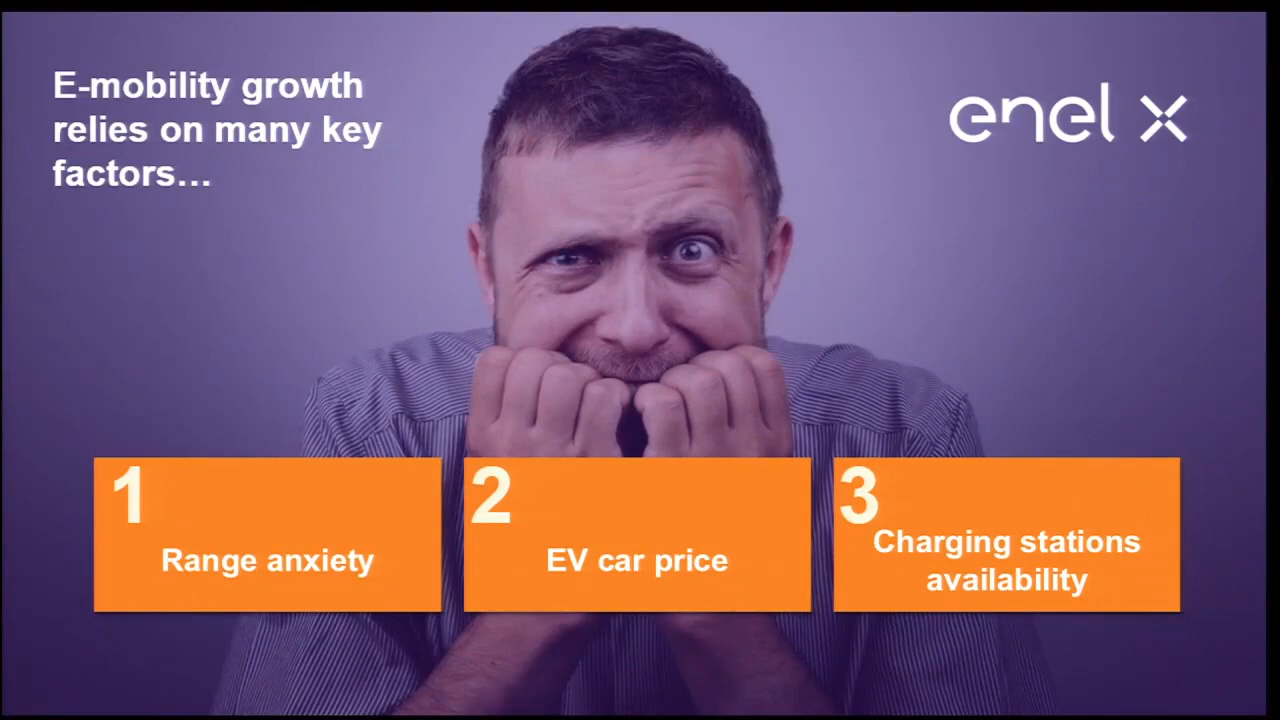 E-mobility growth
relies on many key
factors...
enel x
1
Range anxiety
2
EV car price
3
Charging stations
availability